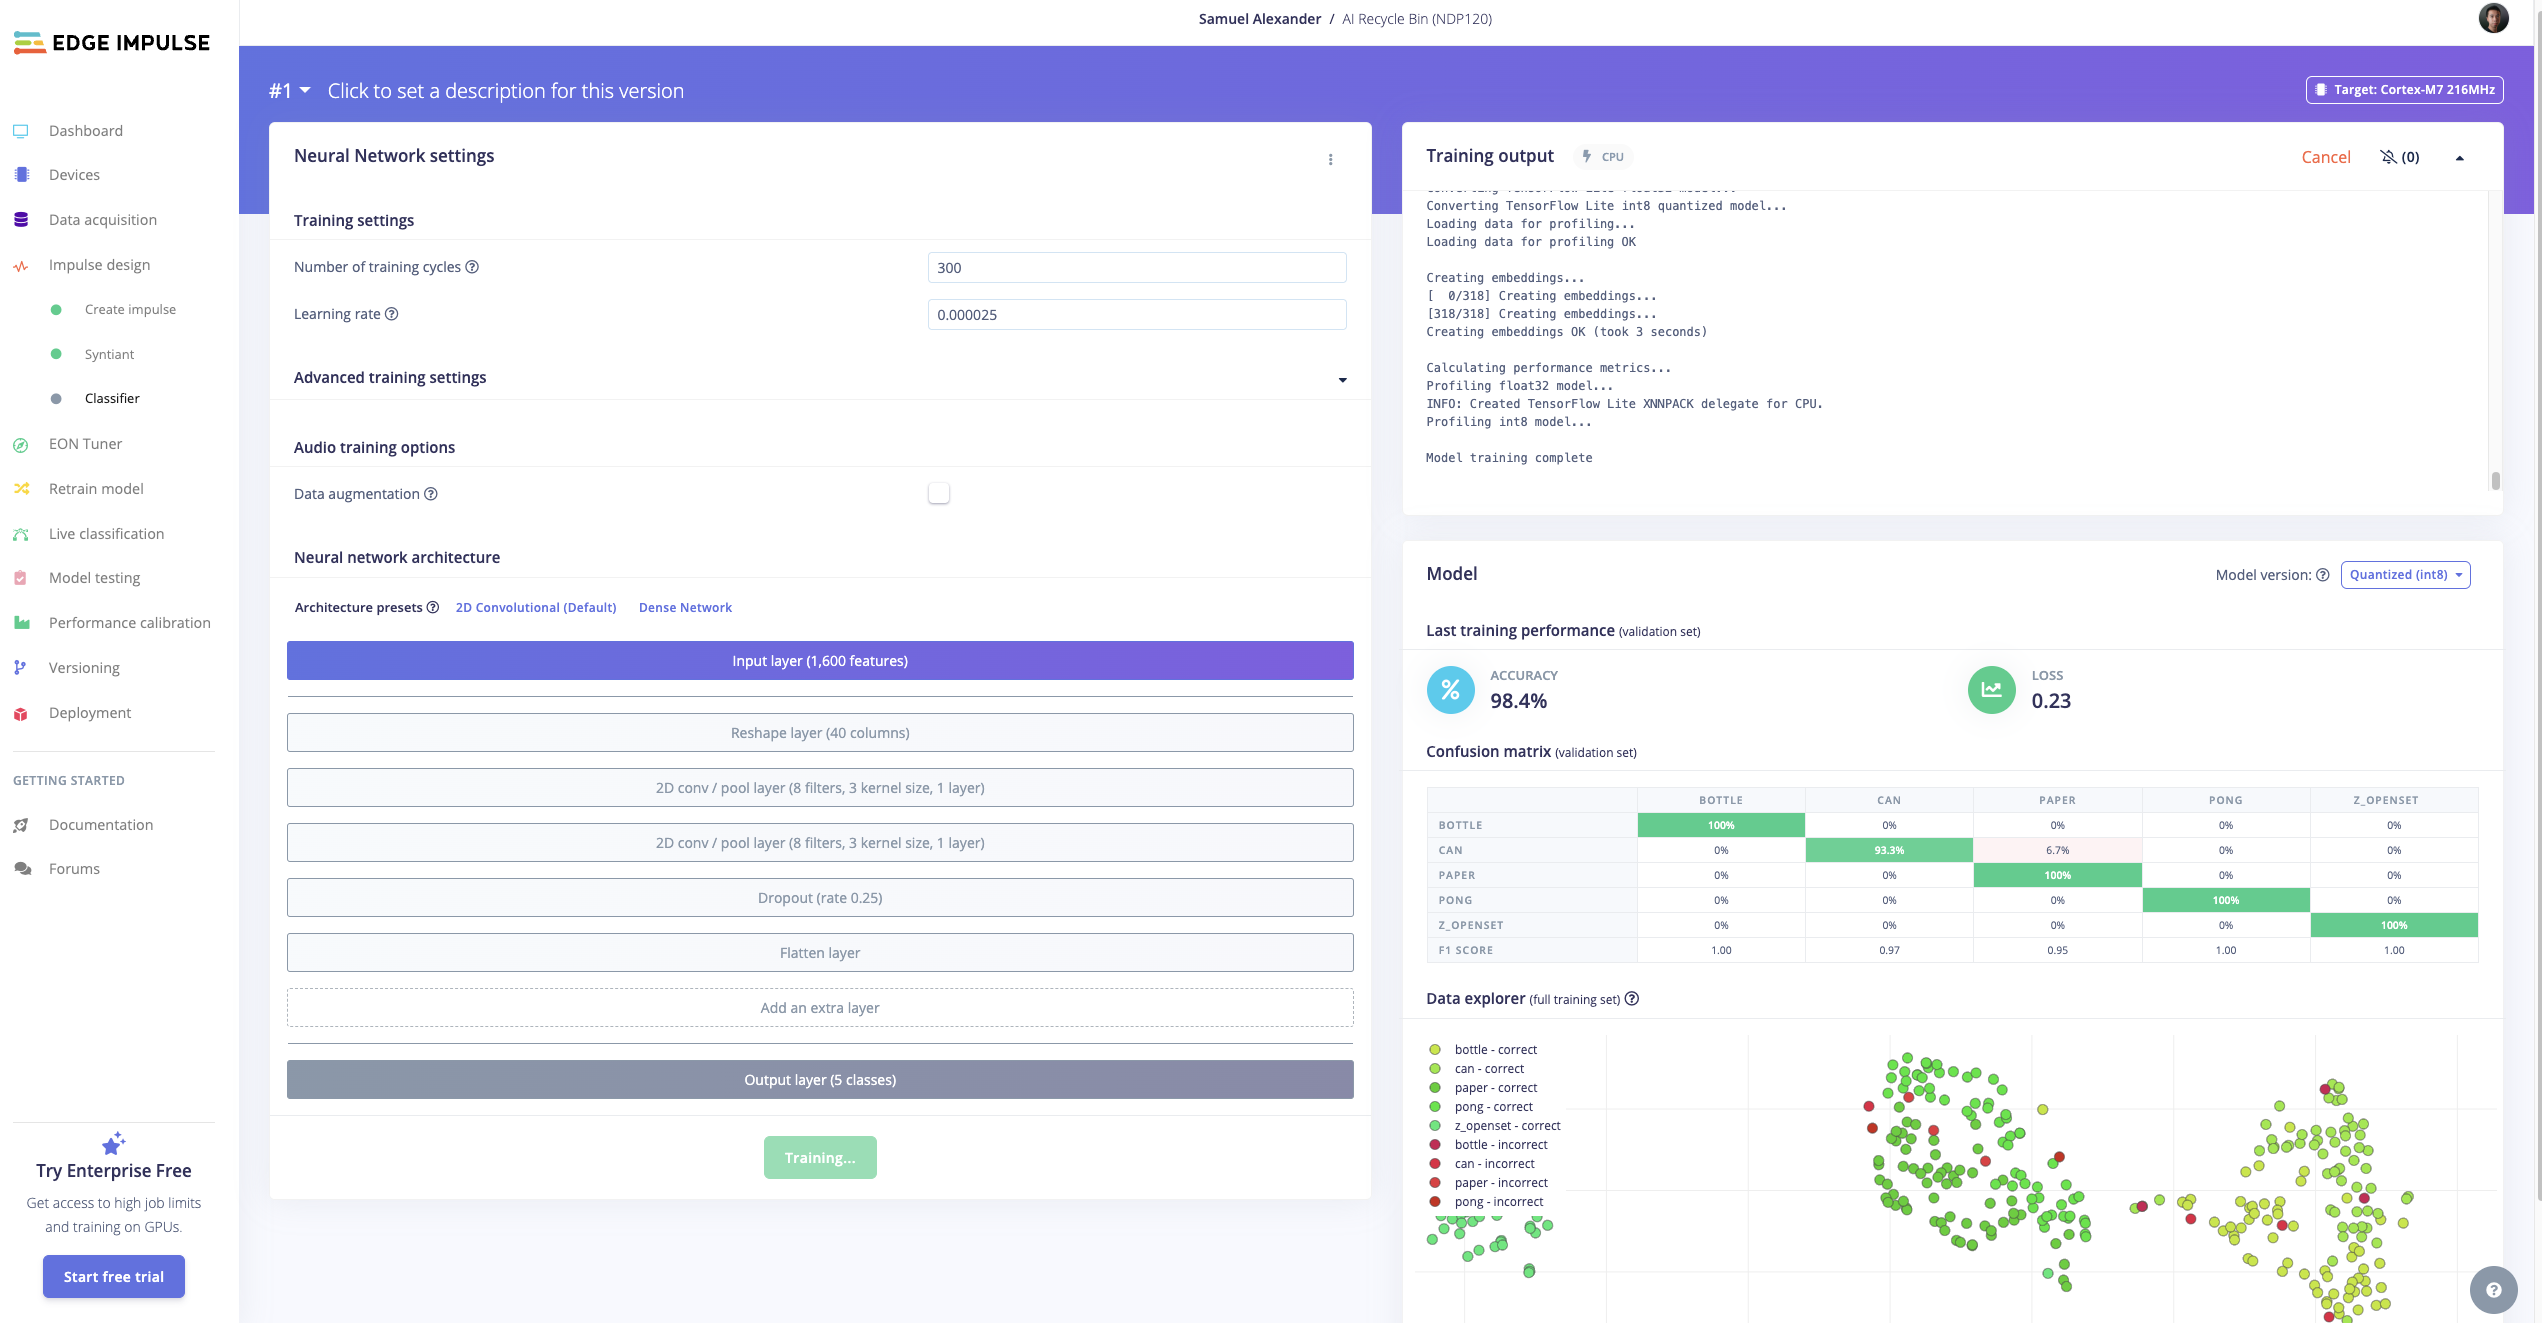 Samuel Alexander / AI Recycle Bin (NDP120)
EDGE IMPULSE
Dashboard
Devices
Data acquisition
Impulse design
Create impulse
Syntiant
Classifier
EON Tuner
Retrain model
Live classification
Model testing
Performance calibration
Versioning
Deployment
GETTING STARTED
Documentation
Forums
Try Enterprise Free
Get access to high job limits
and training on GPUs.
Start free trial
#1 Click to set a description for this version
Target: Cortex-M7 216MHz
Neural Network settings
Training settings
Number of training cycles ? 300
Learning rate ? 0.000025
Advanced training settings
Audio training options
Data augmentation ?
Neural network architecture
Architecture presets ? 2D Convolutional (Default) Dense Network
Input layer (1,600 features)
Reshape layer (40 columns)
2D conv / pool layer (8 filters, 3 kernel size, 1 layer)
2D conv / pool layer (8 filters, 3 kernel size, 1 layer)
Dropout (rate 0.25)
Flatten layer
Add an extra layer
Output layer (5 classes)
Training...
Training output CPU Cancel (0)
Converting TensorFlow Lite float32 model...
Converting TensorFlow Lite int8 quantized model...
Loading data for profiling...
Loading data for profiling OK
Creating embeddings...
[  0/318] Creating embeddings...
[318/318] Creating embeddings...
Creating embeddings OK (took 3 seconds)
Calculating performance metrics...
Profiling float32 model...
INFO: Created TensorFlow Lite XNNPACK delegate for CPU.
Profiling int8 model...
Model training complete
Model Model version: ? Quantized (int8)
Last training performance (validation set)
% ACCURACY
98.4%
LOSS
0.23
Confusion matrix (validation set)
BOTTLE CAN PAPER PONG Z_OPENSET
BOTTLE 100% 0% 0% 0% 0%
CAN 0% 93.3% 6.7% 0% 0%
PAPER 0% 0% 100% 0% 0%
PONG 0% 0% 0% 100% 0%
Z_OPENSET 0% 0% 0% 0% 100%
F1 SCORE 1.00 0.97 0.95 1.00 1.00
Data explorer (full training set) ?
bottle - correct
can - correct
paper - correct
pong - correct
z_openset - correct
bottle - incorrect
can - incorrect
paper - incorrect
pong - incorrect
?